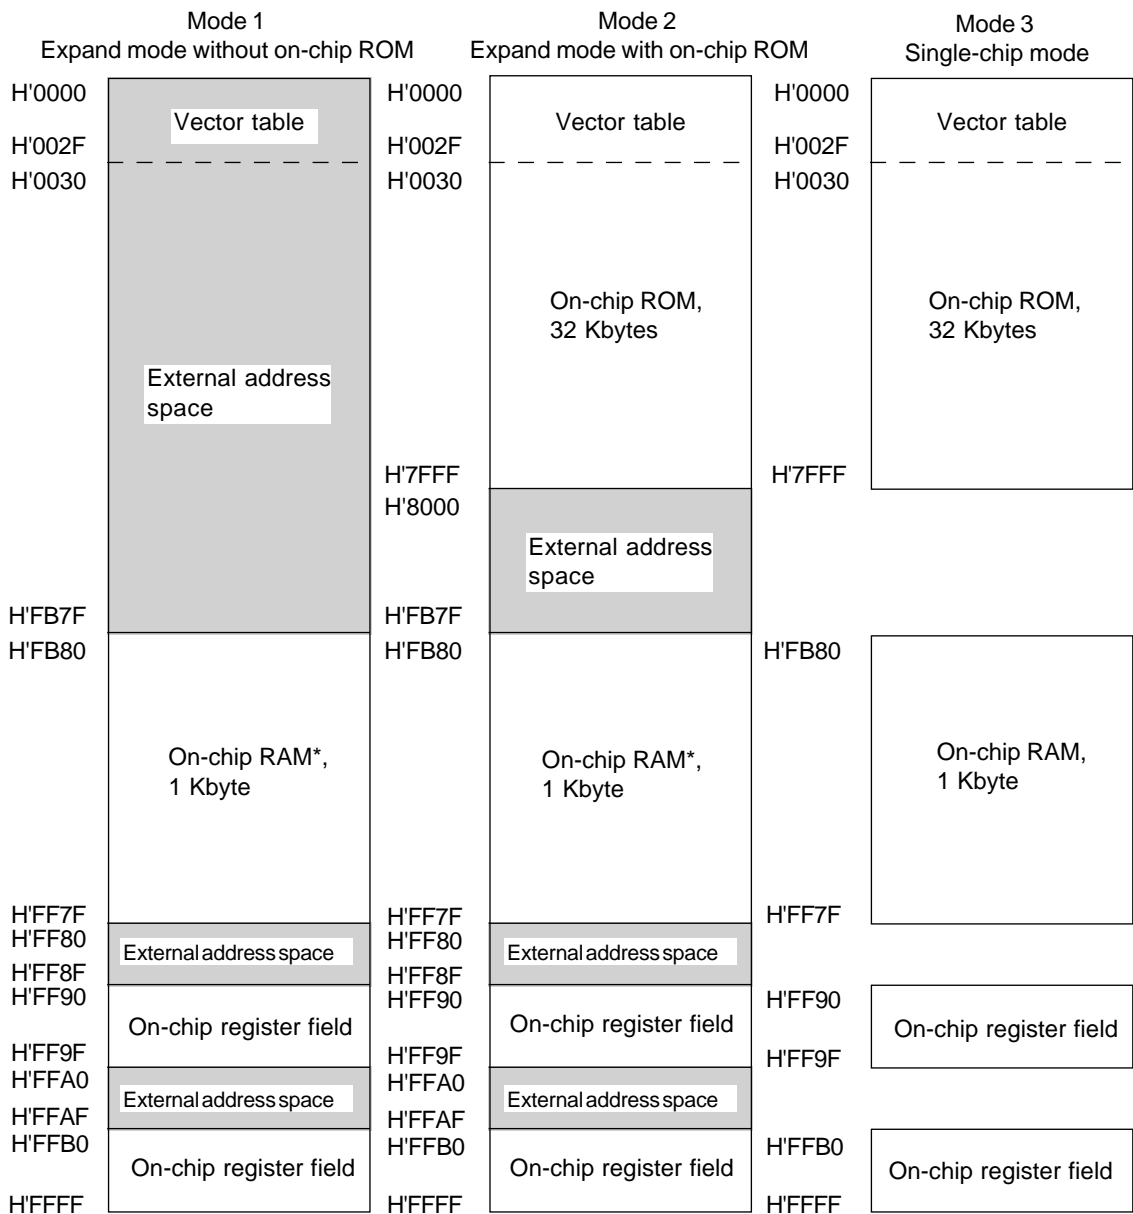 Mode 1
Expand mode without on-chip ROM
H'0000
Vector table
H'002F
H'0030
External address
space
H'FB7F
H'FB80
On-chip RAM*,
1 Kbyte
H'FF7F
H'FF80
External address space
H'FF8F
H'FF90
On-chip register field
H'FF9F
H'FFA0
External address space
H'FFAF
H'FFB0
On-chip register field
H'FFFF
Mode 2
Expand mode with on-chip ROM
H'0000
Vector table
H'002F
H'0030
On-chip ROM,
32 Kbytes
H'7FFF
H'8000
External address
space
H'FB7F
H'FB80
On-chip RAM*,
1 Kbyte
H'FF7F
H'FF80
External address space
H'FF8F
H'FF90
On-chip register field
H'FF9F
H'FFA0
External address space
H'FFAF
H'FFB0
On-chip register field
H'FFFF
Mode 3
Single-chip mode
H'0000
Vector table
H'002F
H'0030
On-chip ROM,
32 Kbytes
H'7FFF
H'FB80
On-chip RAM,
1 Kbyte
H'FF7F
H'FF90
On-chip register field
H'FF9F
H'FFB0
On-chip register field
H'FFFF